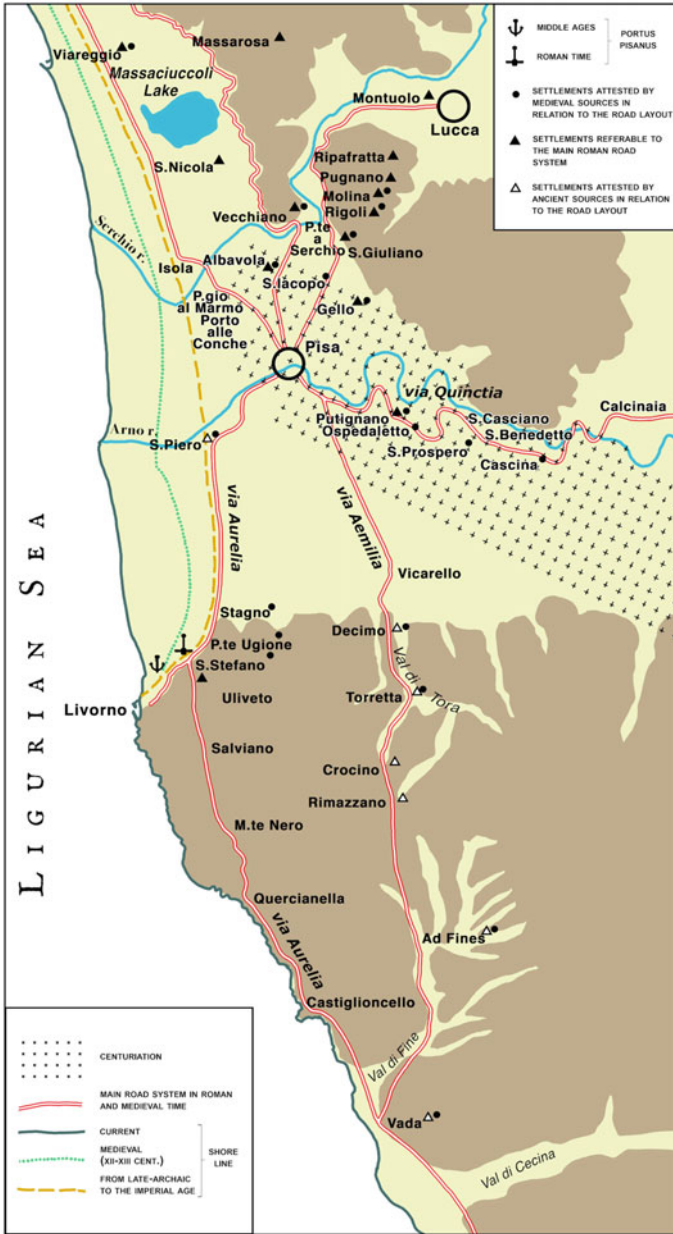 MIDDLE AGES
ROMAN TIME
PORTUS
PISANUS
SETTLEMENTS ATTESTED BY
MEDIEVAL SOURCES IN
RELATION TO THE ROAD LAYOUT
SETTLEMENTS REFERABLE TO
THE MAIN ROMAN ROAD
SYSTEM
SETTLEMENTS ATTESTED BY
ANCIENT SOURCES IN RELATION
TO THE ROAD LAYOUT
Massarosa
Viareggio
Massaciuccoli
Lake
Montuolo
Lucca
S.Nicola
Ripafratta
Pugnano
Molina
Rigoli
Vecchiano
P.te
a
Serchio
S.Giuliano
Serchio r.
Isola
Albavola
S.Iacopo
P.gio
al Marmo
Porto
alle
Conche
Gello
Pisa
via Quinctia
Arno r.
S.Piero
Putignano
Ospedaletto
S.Casciano
S.Benedetto
Calcinaia
S.Prospero
Cascina
via Aurelia
via Aemilia
Vicarello
LIGURIAN SEA
Stagno
Decimo
P.te Ugione
S.Stefano
Val di Tora
Uliveto
Torretta
Livorno
Salviano
Crocino
Rimazzano
M.te Nero
Quercianella
via Aurelia
Ad Fines
Castiglioncello
Val di Fine
Vada
Val di Cecina
CENTURIATION
MAIN ROAD SYSTEM IN ROMAN
AND MEDIEVAL TIME
CURRENT
MEDIEVAL
(XII-XIII CENT.)
SHORE
LINE
FROM LATE-ARCHAIC
TO THE IMPERIAL AGE